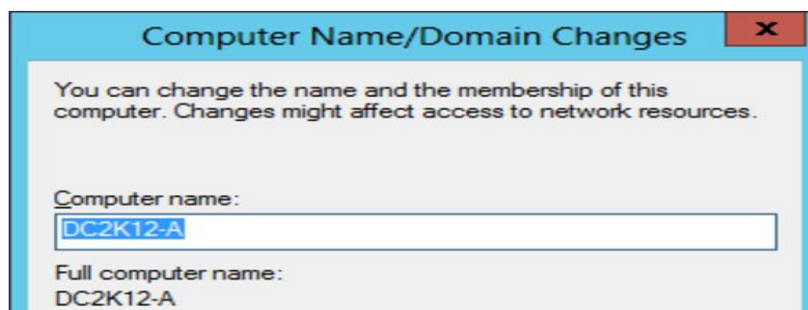 Computer Name/Domain Changes
x
You can change the name and the membership of this
computer. Changes might affect access to network resources.
Computer name:
DC2K12-A
Full computer name:
DC2K12-A